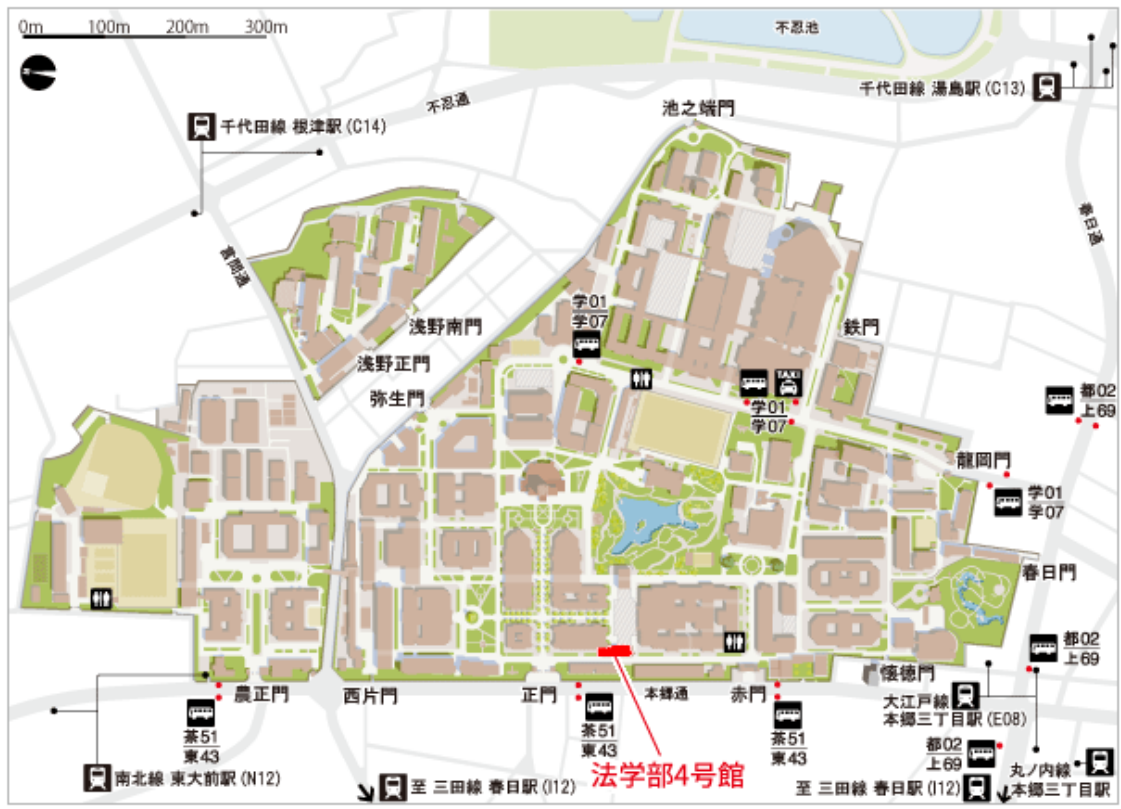 0m 100m 200m 300m
不忍池
千代田線 湯島駅 (C13)
不忍通
池之端門
千代田線 根津駅 (C14)
春日通
言問通
学01
学07
浅野南門
鉄門
浅野正門
TAXI
弥生門
学01
学07
都02
上69
龍岡門
学01
学07
春日門
都02
上69
懐徳門
農正門
西片門
正門
本郷通
赤門
大江戸線
本郷三丁目駅 (E08)
茶51
東43
茶51
東43
茶51
東43
都02
上69
法学部4号館
丸ノ内線
本郷三丁目駅
南北線 東大前駅 (N12)
至 三田線 春日駅 (I12)
至 三田線 春日駅 (I12)